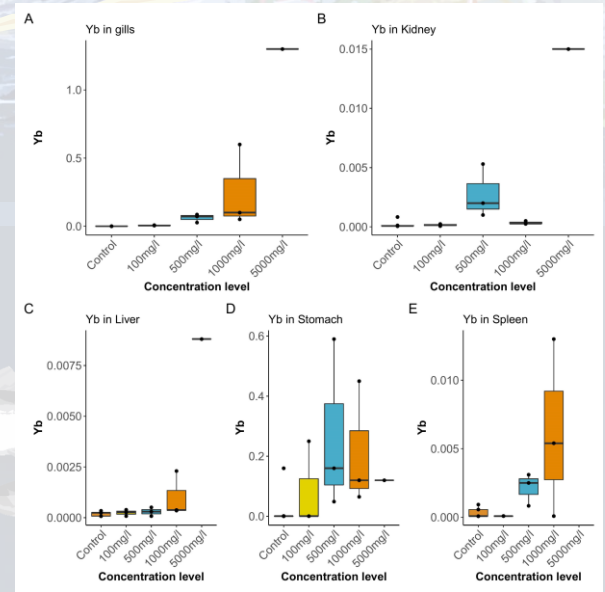 A
Yb in gills
1.0
0.5
0.0
Yb
Control
100mg/l
500mg/l
1000mg/l
5000mg/l
Concentration level
B
Yb in Kidney
0.015
0.010
0.005
0.000
Yb
Control
100mg/l
500mg/l
1000mg/l
5000mg/l
Concentration level
C
Yb in Liver
0.0075
0.0050
0.0025
0.0000
Yb
Control
100mg/l
500mg/l
1000mg/l
5000mg/l
Concentration level
D
Yb in Stomach
0.6
0.4
0.2
0.0
Yb
Control
100mg/l
500mg/l
1000mg/l
5000mg/l
Concentration level
E
Yb in Spleen
0.010
0.005
0.000
Yb
Control
100mg/l
500mg/l
1000mg/l
5000mg/l
Concentration level